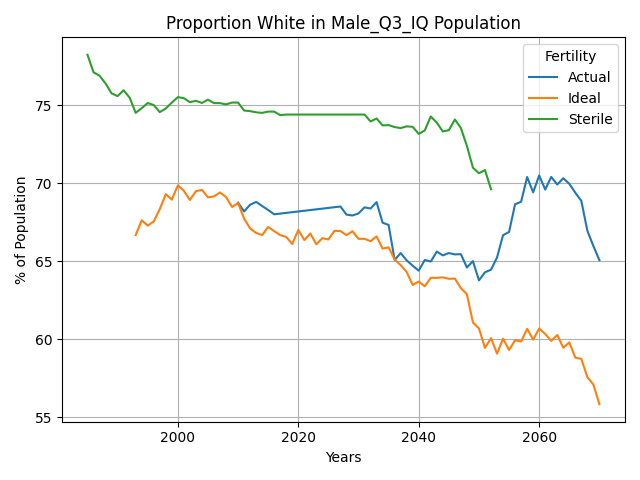 Proportion White in Male_Q3_IQ Population
Fertility
Actual
Ideal
Sterile
% of Population
75
70
65
60
55
2000
2020
2040
2060
Years